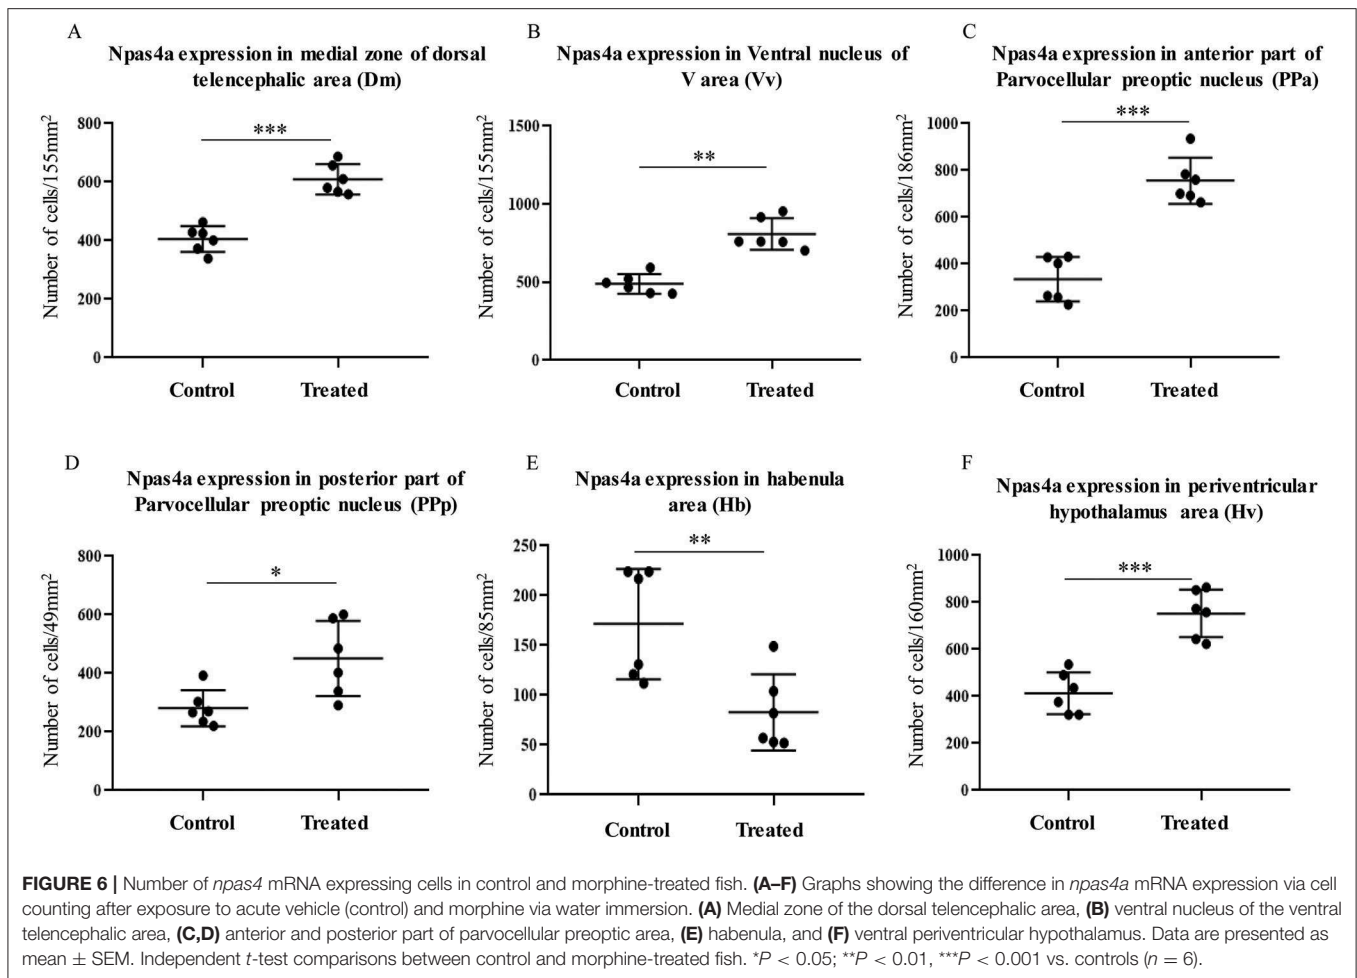 A
Npas4a expression in medial zone of dorsal
telencephalic area (Dm)
Number of cells/155mm²
800
600
400
200
0
***
Control
Treated
B
Npas4a expression in Ventral nucleus of
V area (Vv)
Number of cells/155mm²
1500
1000
500
0
**
Control
Treated
C
Npas4a expression in anterior part of
Parvocellular preoptic nucleus (PPa)
Number of cells/186mm²
1000
800
600
400
200
0
***
Control
Treated
D
Npas4a expression in posterior part of
Parvocellular preoptic nucleus (PPp)
Number of cells/49mm²
800
600
400
200
0
*
Control
Treated
E
Npas4a expression in habenula
area (Hb)
Number of cells/85mm²
250
200
150
100
50
0
**
Control
Treated
F
Npas4a expression in periventricular
hypothalamus area (Hv)
Number of cells/160mm²
1000
800
600
400
200
0
***
Control
Treated
FIGURE 6 | Number of npas4 mRNA expressing cells in control and morphine-treated fish. (A–F) Graphs showing the difference in npas4a mRNA expression via cell
counting after exposure to acute vehicle (control) and morphine via water immersion. (A) Medial zone of the dorsal telencephalic area, (B) ventral nucleus of the ventral
telencephalic area, (C,D) anterior and posterior part of parvocellular preoptic area, (E) habenula, and (F) ventral periventricular hypothalamus. Data are presented as
mean ± SEM. Independent t-test comparisons between control and morphine-treated fish. *P < 0.05; **P < 0.01, ***P < 0.001 vs. controls (n = 6).